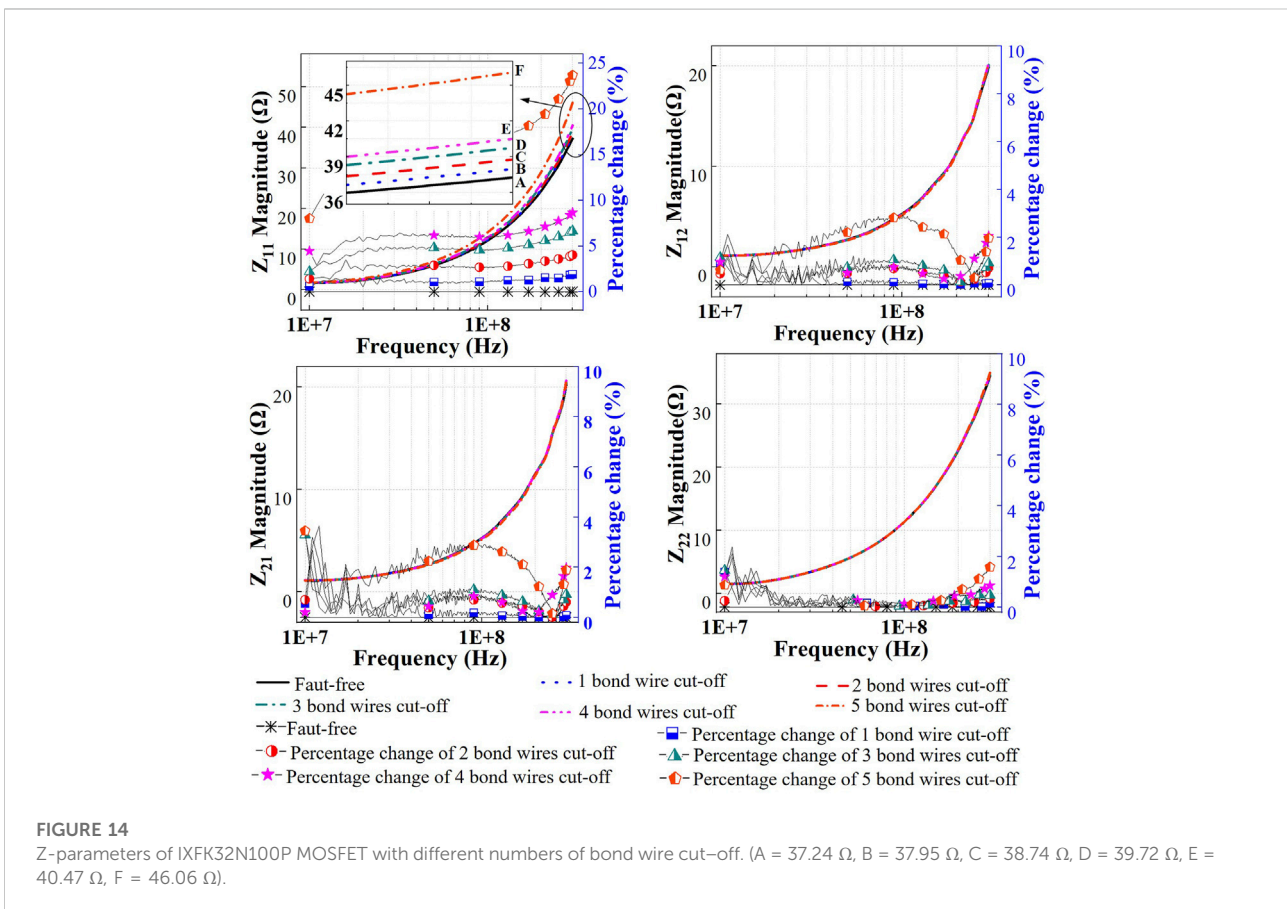 Z11 Magnitude (Ω)
50
40
30
20
10
0
45
42
39
36
F
E
D
C
B
A
25
20
15
10
5
0
Percentage change (%)
1E+7
1E+8
Frequency (Hz)
Z12 Magnitude(Ω)
20
10
0
10
8
6
4
2
0
Percentage change (%)
1E+7
1E+8
Frequency (Hz)
Z21 Magnitude (Ω)
20
10
0
10
8
6
4
2
0
Percentage change (%)
1E+7
1E+8
Frequency (Hz)
Z22 Magnitude(Ω)
30
20
10
0
10
8
6
4
2
0
Percentage change (%)
1E+7
1E+8
Frequency (Hz)
Faut-free
1 bond wire cut-off
2 bond wires cut-off
3 bond wires cut-off
4 bond wires cut-off
5 bond wires cut-off
Faut-free
Percentage change of 1 bond wire cut-off
Percentage change of 2 bond wires cut-off
Percentage change of 3 bond wires cut-off
Percentage change of 4 bond wires cut-off
Percentage change of 5 bond wires cut-off
FIGURE 14
Z-parameters of IXFK32N100P MOSFET with different numbers of bond wire cut–off. (A = 37.24 Ω, B = 37.95 Ω, C = 38.74 Ω, D = 39.72 Ω, E =
40.47 Ω, F = 46.06 Ω).